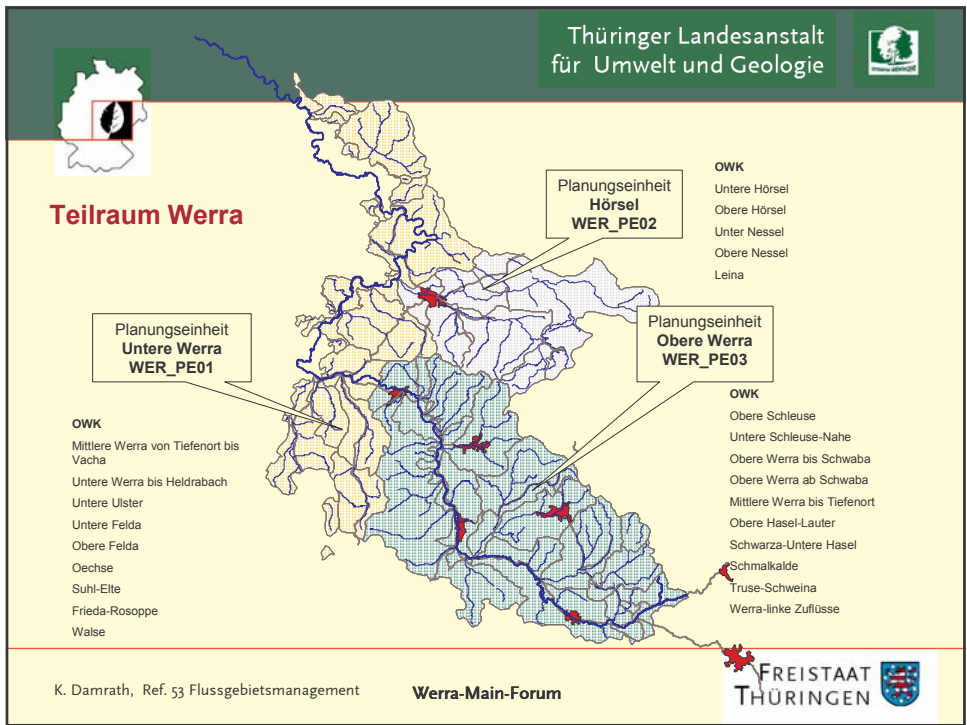 Thüringer Landesanstalt
für Umwelt und Geologie
Teilraum Werra
Planungseinheit
Hörsel
WER_PE02
OWK
Untere Hörsel
Obere Hörsel
Unter Nessel
Obere Nessel
Leina
Planungseinheit
Untere Werra
WER_PE01
Planungseinheit
Obere Werra
WER_PE03
OWK
Mittlere Werra von Tiefenort bis
Vacha
Untere Werra bis Heldrabach
Untere Ulster
Untere Felda
Obere Felda
Oechse
Suhl-Elte
Frieda-Rosoppe
Walse
OWK
Obere Schleuse
Untere Schleuse-Nahe
Obere Werra bis Schwaba
Obere Werra ab Schwaba
Mittlere Werra bis Tiefenort
Obere Hasel-Lauter
Schwarza-Untere Hasel
Schmalkalde
Truse-Schweina
Werra-linke Zuflüsse
K. Damrath, Ref. 53 Flussgebietsmanagement
Werra-Main-Forum
FREISTAAT
THÜRINGEN